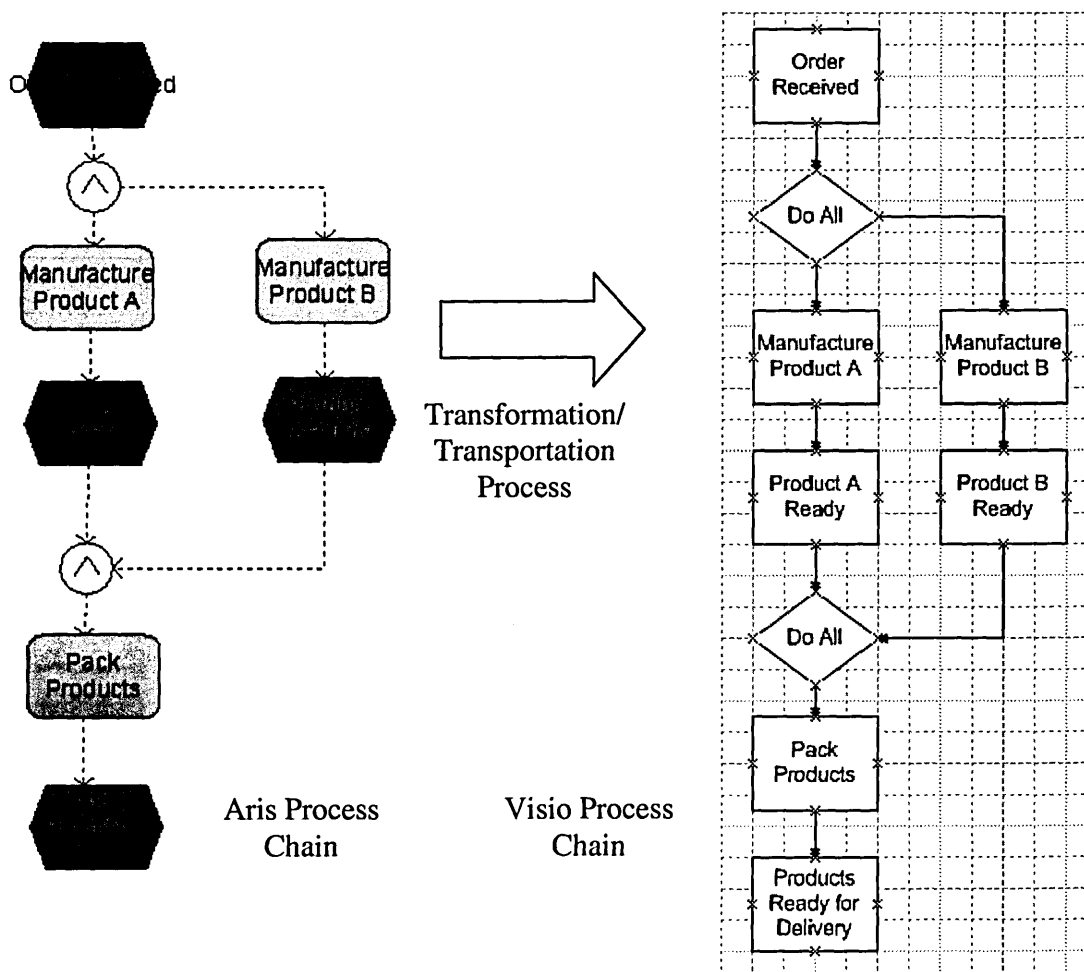 Manufacture
Product A
Manufacture
Product B
Pack
Products
Aris Process
Chain
Transformation/
Transportation
Process
Visio Process
Chain
Order
Received
Do All
Manufacture
Product A
Manufacture
Product B
Product A
Ready
Product B
Ready
Do All
Pack
Products
Products
Ready for
Delivery